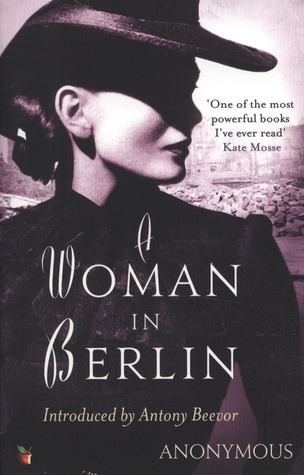 'One of the most
powerful books
I've ever read'
Kate Mosse
A
WOMAN
IN
BERLIN
Introduced by Antony Beevor
ANONYMOUS